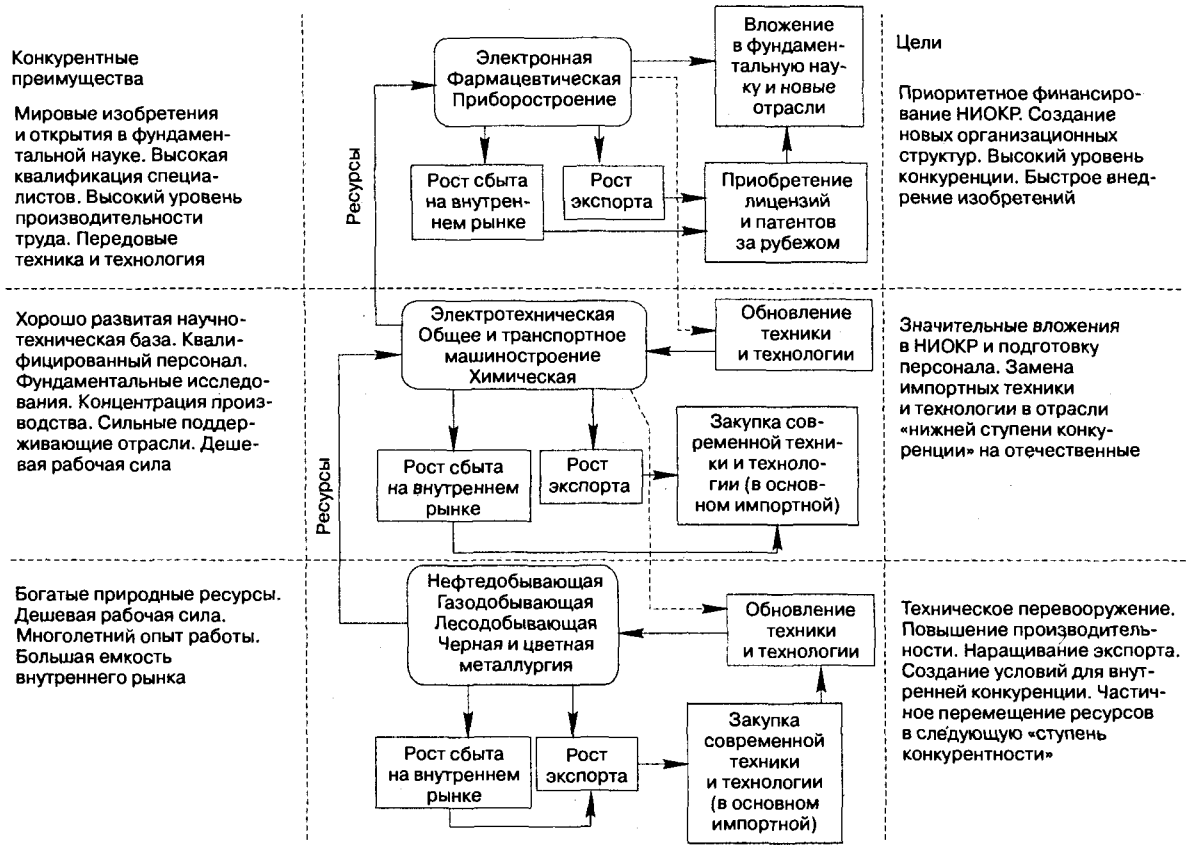 Конкурентные
преимущества
Мировые изобретения
и открытия в фундамен-
тальной науке. Высокая
квалификация специа-
листов. Высокий уровень
производительности
труда. Передовые
техника и технология
Ресурсы
Электронная
Фармацевтическая
Приборостроение
Вложение
в фундамен-
тальную нау-
ку и новые
отрасли
Рост сбыта
на внутрен-
нем рынке
Рост
экспорта
Приобретение
лицензий
и патентов
за рубежом
Цели
Приоритетное финансиро-
вание НИОКР. Создание
новых организационных
структур. Высокий уровень
конкуренции. Быстрое внед-
рение изобретений
Хорошо развитая научно-
техническая база. Квали-
фицированный персонал.
Фундаментальные исследо-
вания. Концентрация произ-
водства. Сильные поддер-
живающие отрасли. Деше-
вая рабочая сила
Ресурсы
Электротехническая
Общее и транспортное
машиностроение
Химическая
Обновление
техники
и технологии
Рост сбыта
на внутреннем
рынке
Рост
экспорта
Закупка сов-
ременной техни-
ки и техноло-
гии (в основ-
ном импортной)
Значительные вложения
в НИОКР и подготовку
персонала. Замена
импортных техники
и технологии в отрасли
«нижней ступени конку-
ренции» на отечественные
Богатые природные ресурсы.
Дешевая рабочая сила.
Многолетний опыт работы.
Большая емкость
внутреннего рынка
Нефтедобывающая
Газодобывающая
Лесодобывающая
Черная и цветная
металлургия
Обновление
техники
и технологии
Рост сбыта
на внутреннем
рынке
Рост
экспорта
Закупка
современной
техники
и технологии
(в основном
импортной)
Техническое перевооружение.
Повышение производитель-
ности. Наращивание экспорта.
Создание условий для внут-
ренней конкуренции. Частич-
ное перемещение ресурсов
в следующую «ступень
конкурентности»